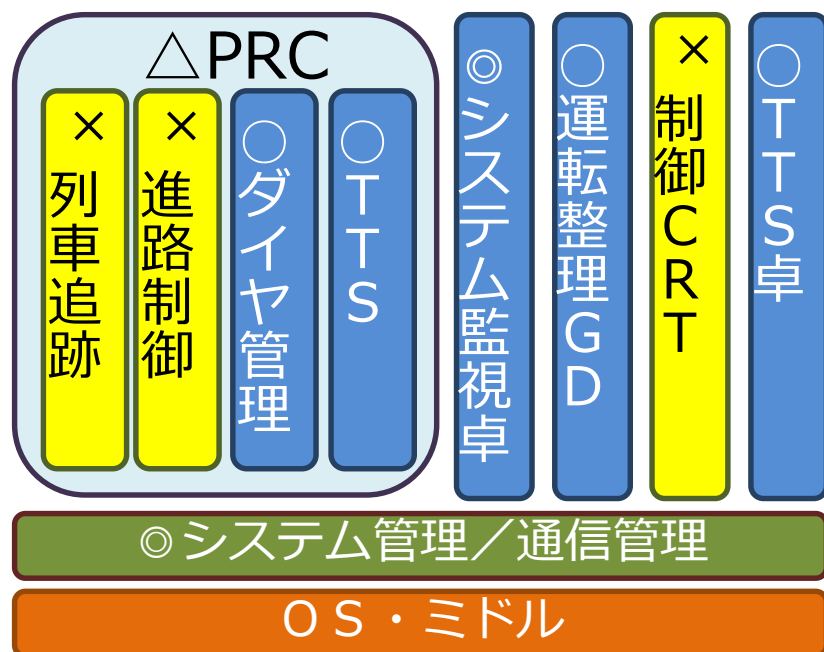 △PRC
×列車追跡
×進路制御
○ダイヤ管理
○TTS
◎システム監視卓
○運転整理GD
×制御CRT
○TTS卓
◎システム管理／通信管理
ＯＳ・ミドル